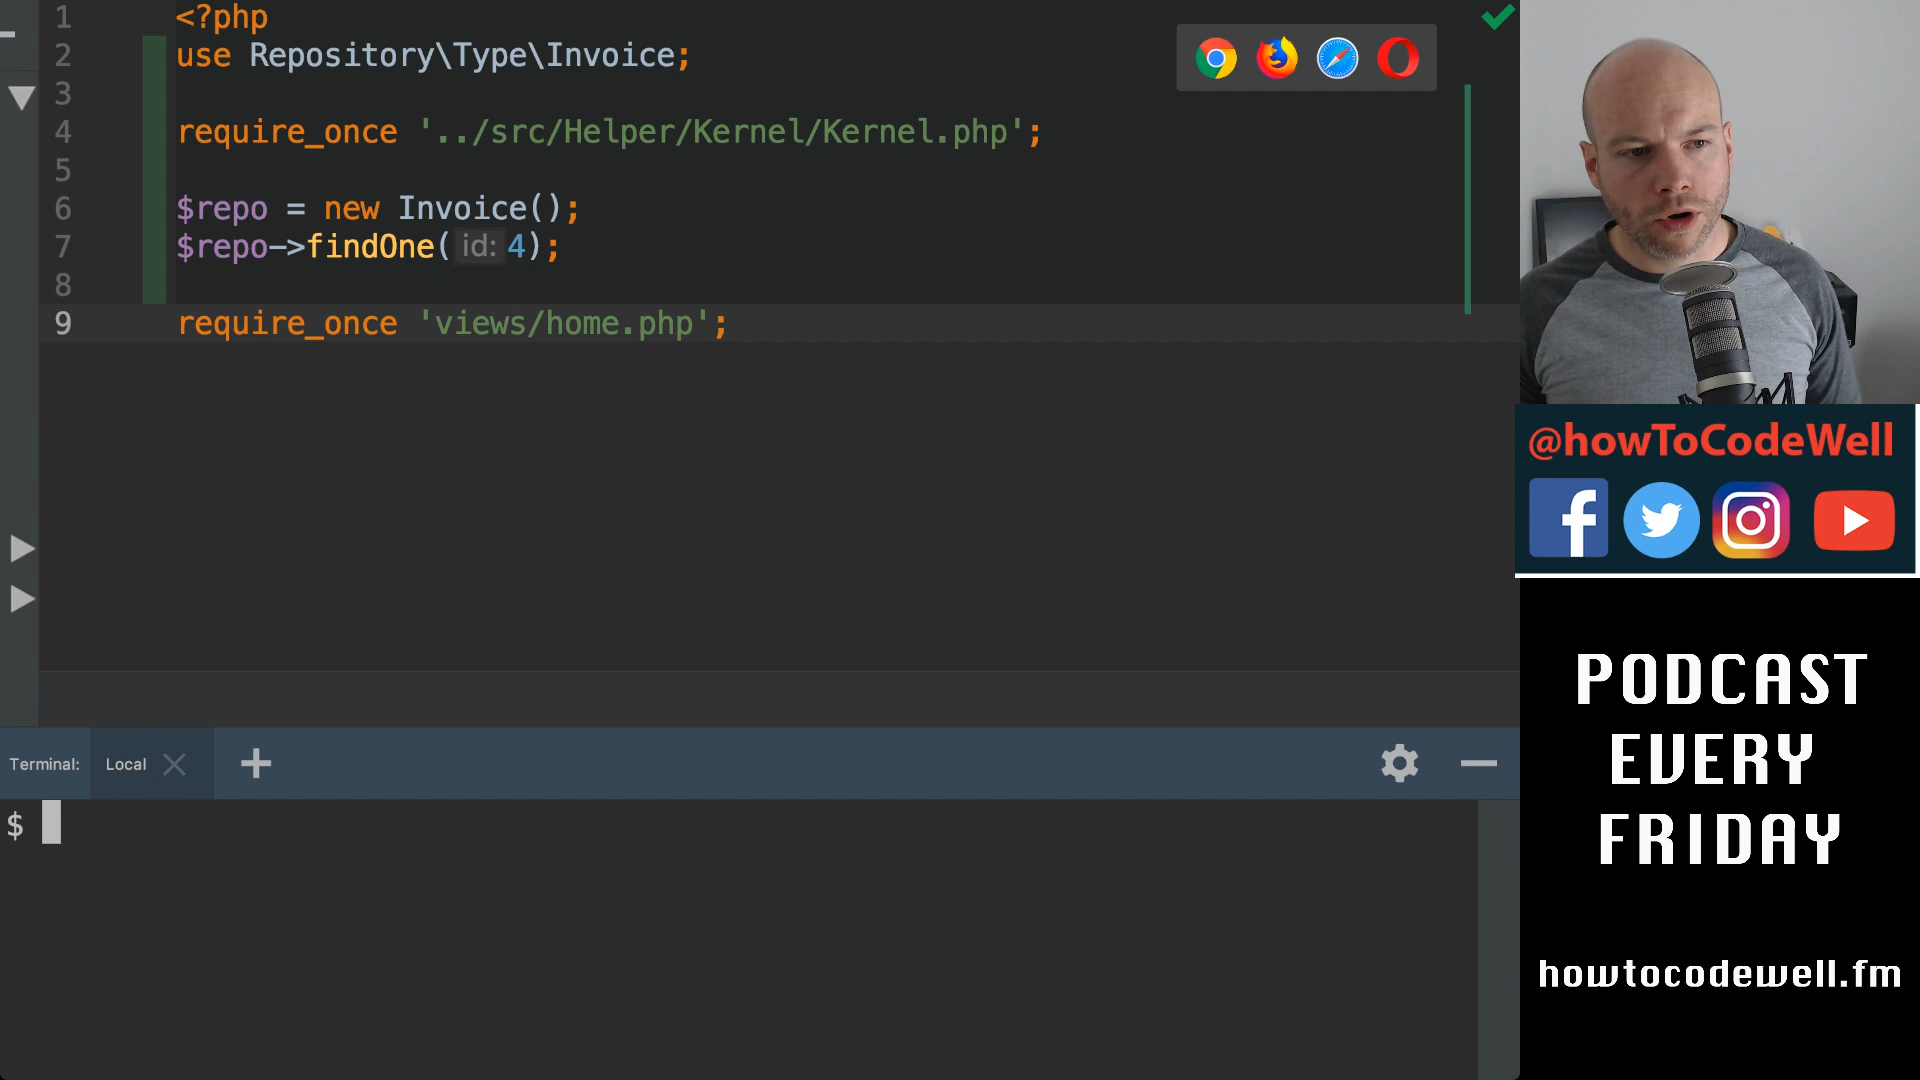 1 <?php
2 use Repository\Type\Invoice;
3
4 require_once '../src/Helper/Kernel/Kernel.php';
5
6 $repo = new Invoice();
7 $repo->findOne( id: 4);
8
9 require_once 'views/home.php';
Terminal: Local
$
@howToCodeWell
PODCAST
EVERY
FRIDAY
howtocodewell.fm